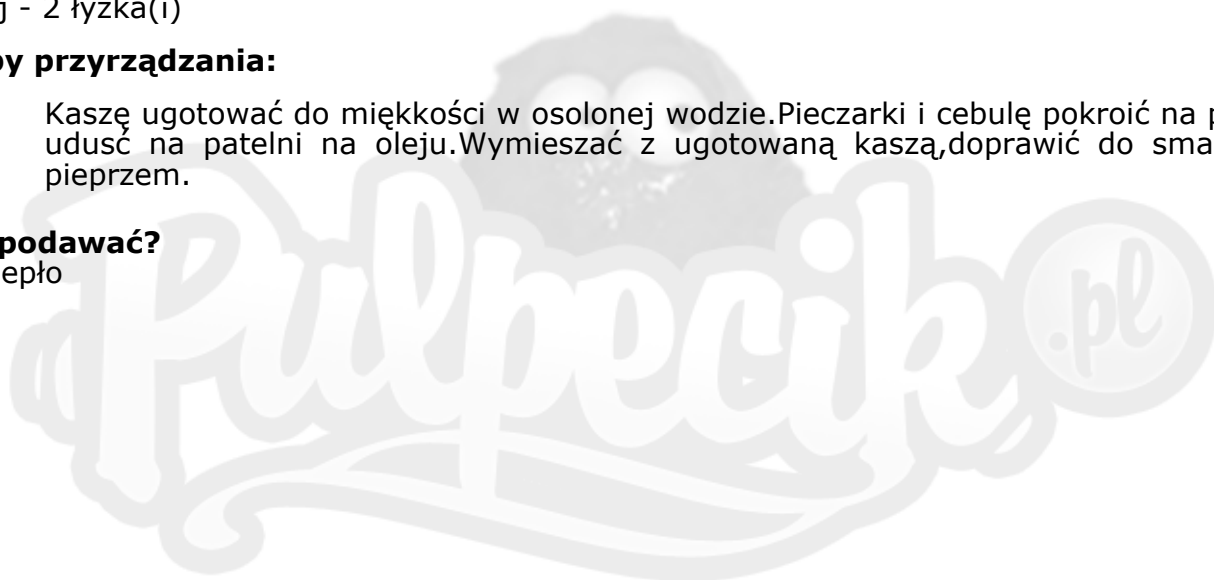 j - 2 łyżka(i)
by przyrządzania:
Kaszę ugotować do miękkości w osolonej wodzie.Pieczarki i cebulę pokroić na p
udusć na patelni na oleju.Wymieszać z ugotowaną kaszą,doprawić do sma
pieprzem.
podawać?
epło
Pulpecik.pl